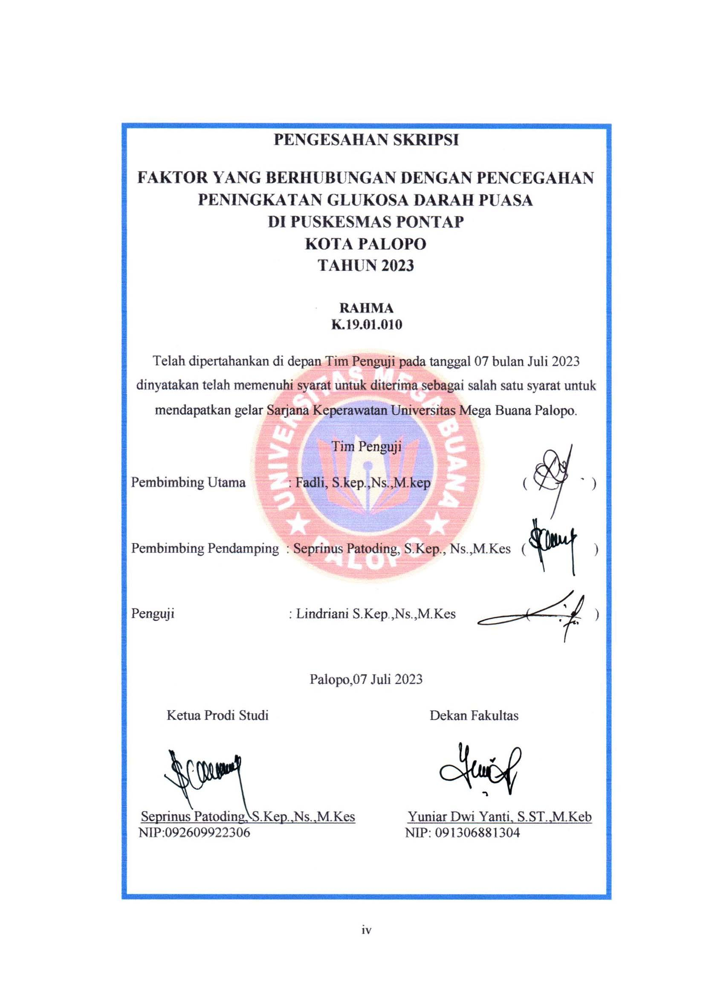 PENGESAHAN SKRIPSI
FAKTOR YANG BERHUBUNGAN DENGAN PENCEGAHAN
PENINGKATAN GLUKOSA DARAH PUASA
DI PUSKESMAS PONTAP
KOTA PALOPO
TAHUN 2023
RAHMA
K.19.01.010
Telah dipertahankan di depan Tim Penguji pada tanggal 07 bulan Juli 2023
dinyatakan telah memenuhi syarat untuk diterima sebagai salah satu syarat untuk
mendapatkan gelar Sarjana Keperawatan Universitas Mega Buana Palopo.
UNIVERSITAS MEGA BUANA
PALOPO
Tim Penguji
Pembimbing Utama : Fadli, S.kep.,Ns.,M.kep ( )
Pembimbing Pendamping : Seprinus Patoding, S.Kep., Ns.,M.Kes ( )
Penguji : Lindriani S.Kep.,Ns.,M.Kes ( )
Palopo,07 Juli 2023
Ketua Prodi Studi Dekan Fakultas
Seprinus Patoding, S.Kep.,Ns.,M.Kes Yuniar Dwi Yanti, S.ST.,M.Keb
NIP:092609922306 NIP: 091306881304
iv